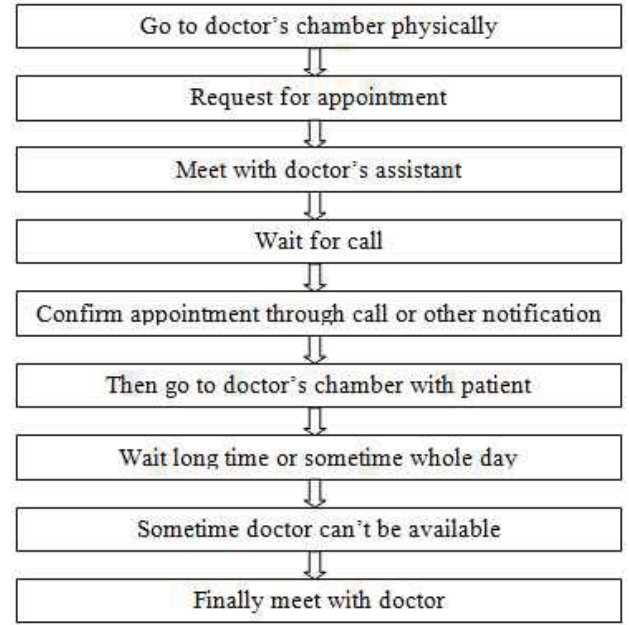 Go to doctor's chamber physically
Request for appointment
Meet with doctor's assistant
Wait for call
Confirm appointment through call or other notification
Then go to doctor's chamber with patient
Wait long time or sometime whole day
Sometime doctor can't be available
Finally meet with doctor